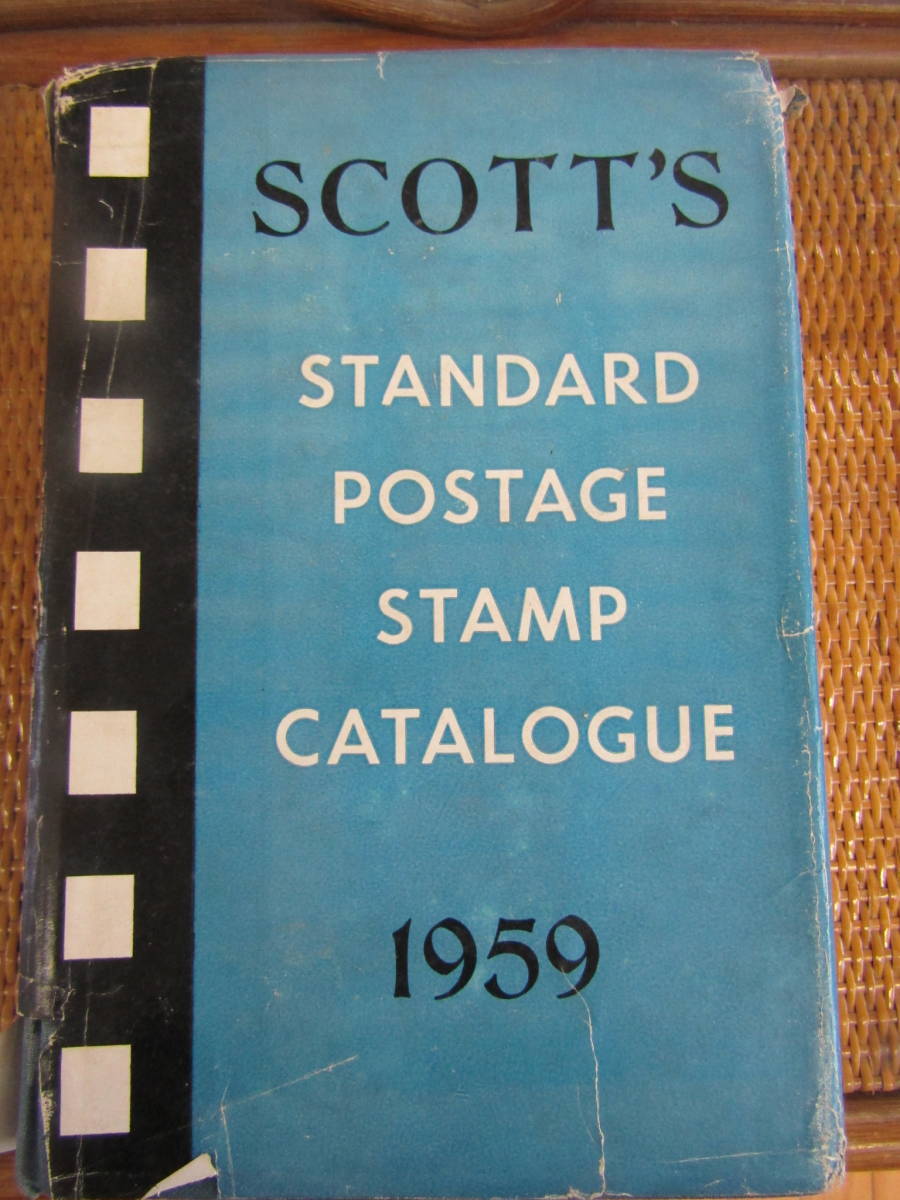 SCOTT'S
STANDARD
POSTAGE
STAMP
CATALOGUE
1959